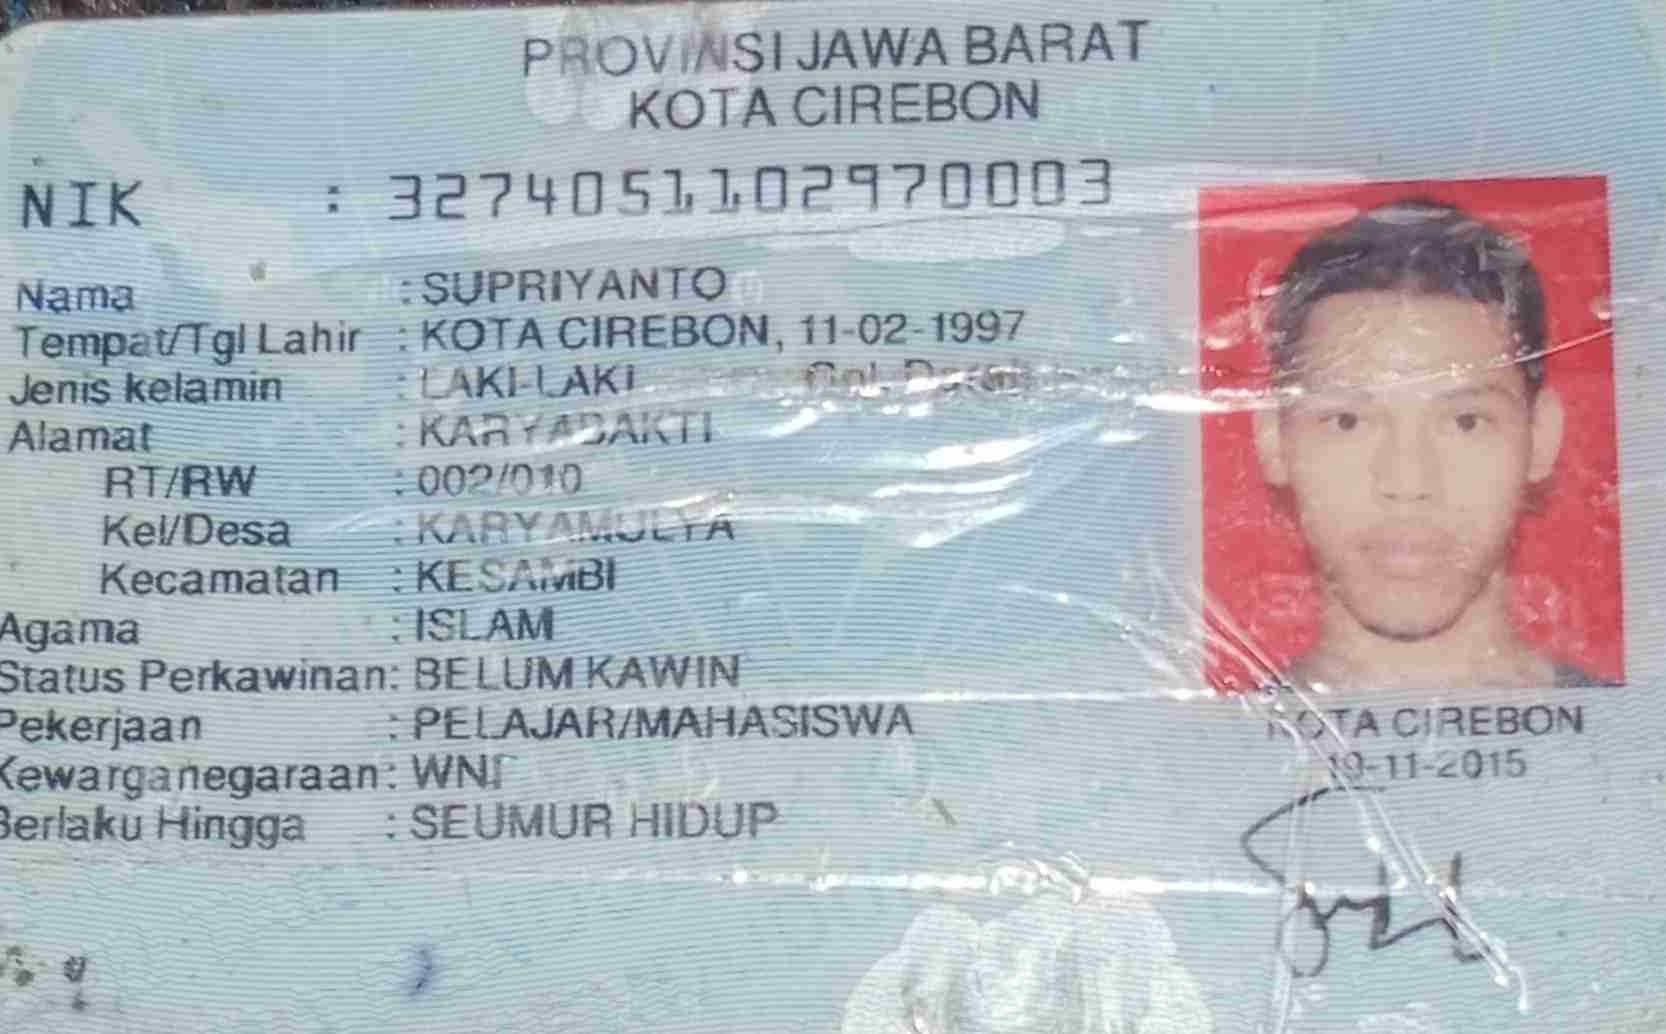 PROVINSI JAWA BARAT
KOTA CIREBON
NIK : 3274051102970003
Nama : SUPRIYANTO
Tempat/Tgl Lahir : KOTA CIREBON, 11-02-1997
Jenis kelamin : LAKI-LAKI Gol. Darah
Alamat : KARYABAKTI
RT/RW : 002/010
Kel/Desa : KARYAMULYA
Kecamatan : KESAMBI
Agama : ISLAM
Status Perkawinan: BELUM KAWIN
Pekerjaan : PELAJAR/MAHASISWA
Kewarganegaraan: WNI
Berlaku Hingga : SEUMUR HIDUP
KOTA CIREBON
-11-2015